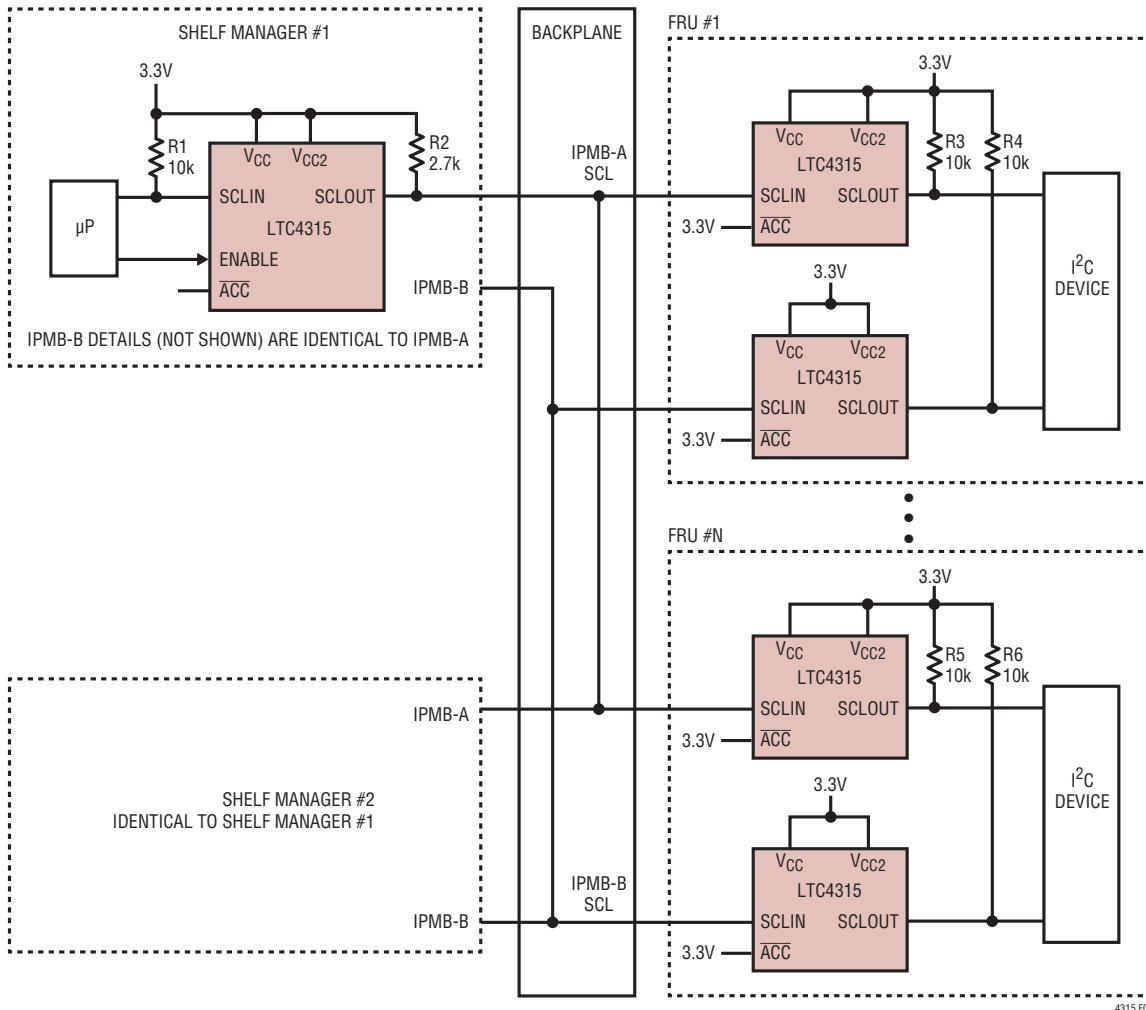 SHELF MANAGER #1
3.3V
R1
10k
VCC VCC2
R2
2.7k
µP
SCLIN SCLOUT
LTC4315
ENABLE
ACC
IPMB-B
IPMB-B DETAILS (NOT SHOWN) ARE IDENTICAL TO IPMB-A
BACKPLANE
IPMB-A
SCL
FRU #1
3.3V
VCC VCC2
LTC4315
R3
10k
R4
10k
SCLIN SCLOUT
3.3V
ACC
I2C
DEVICE
3.3V
VCC VCC2
LTC4315
SCLIN SCLOUT
3.3V
ACC
FRU #N
3.3V
VCC VCC2
LTC4315
R5
10k
R6
10k
SCLIN SCLOUT
3.3V
ACC
I2C
DEVICE
3.3V
VCC VCC2
LTC4315
SCLIN SCLOUT
3.3V
ACC
IPMB-A
SHELF MANAGER #2
IDENTICAL TO SHELF MANAGER #1
IPMB-B
IPMB-B
SCL
4315